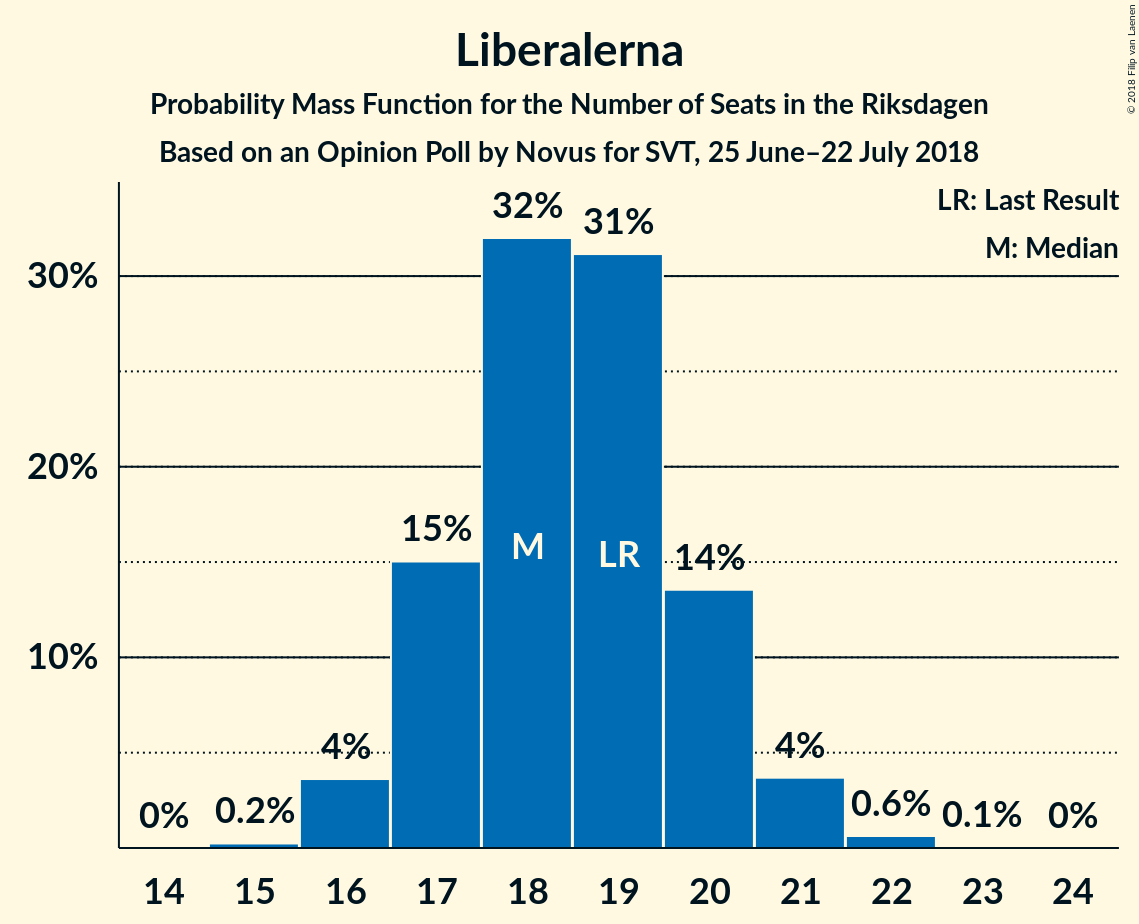 Liberalerna
Probability Mass Function for the Number of Seats in the Riksdagen
Based on an Opinion Poll by Novus for SVT, 25 June–22 July 2018
© 2018 Filip van Laenen
LR: Last Result
M: Median
30%
20%
10%
0%
0.2%
4%
15%
32%
31%
14%
4%
0.6%
0.1%
0%
M
LR
14 15 16 17 18 19 20 21 22 23 24